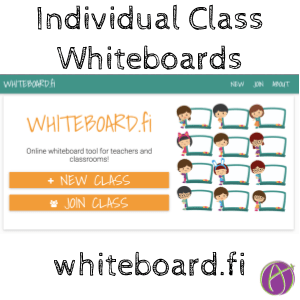 Individual Class
Whiteboards
WHITEBOARD.fi
NEW JOIN ABOUT
WHITEBOARD.fi
Online whiteboard tool for teachers and
classrooms!
+ NEW CLASS
JOIN CLASS
whiteboard.fi